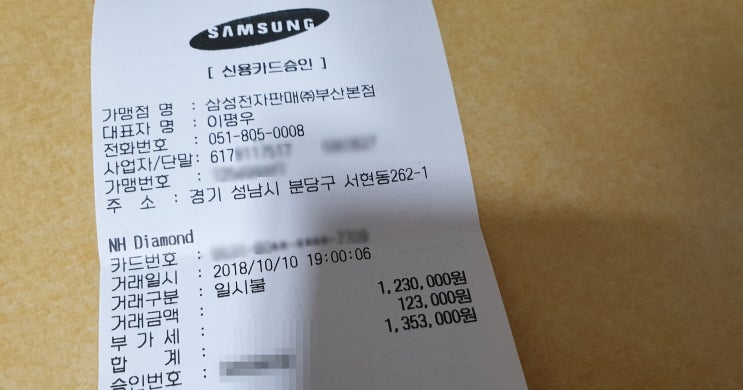 SAMSUNG
[ 신용카드승인 ]
가맹점 명 : 삼성전자판매㈜부산본점
대표자 명 : 이평우
전화번호 : 051-805-0008
사업자/단말: 617
가맹번호 :
주 소 : 경기 성남시 분당구 서현동262-1
NH Diamond
카드번호 :
거래일시 : 2018/10/10 19:00:06
거래구분 : 일시불
거래금액 : 1,230,000원
부 가 세 : 123,000원
합 계 : 1,353,000원
승인번호 :